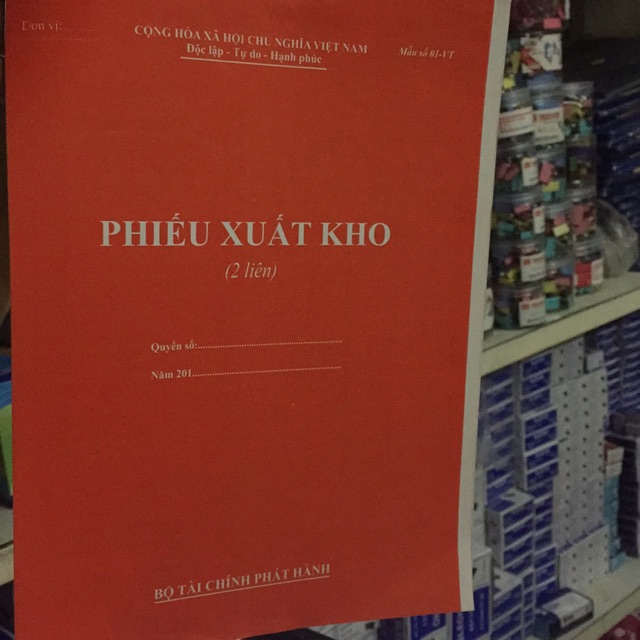 Đơn vị:..............
CỘNG HÒA XÃ HỘI CHỦ NGHĨA VIỆT NAM
Độc lập - Tự do - Hạnh phúc
Mẫu số 01-VT
PHIẾU XUẤT KHO
(2 liên)
Quyển số:......................................................
Năm 201......................................................
BỘ TÀI CHÍNH PHÁT HÀNH